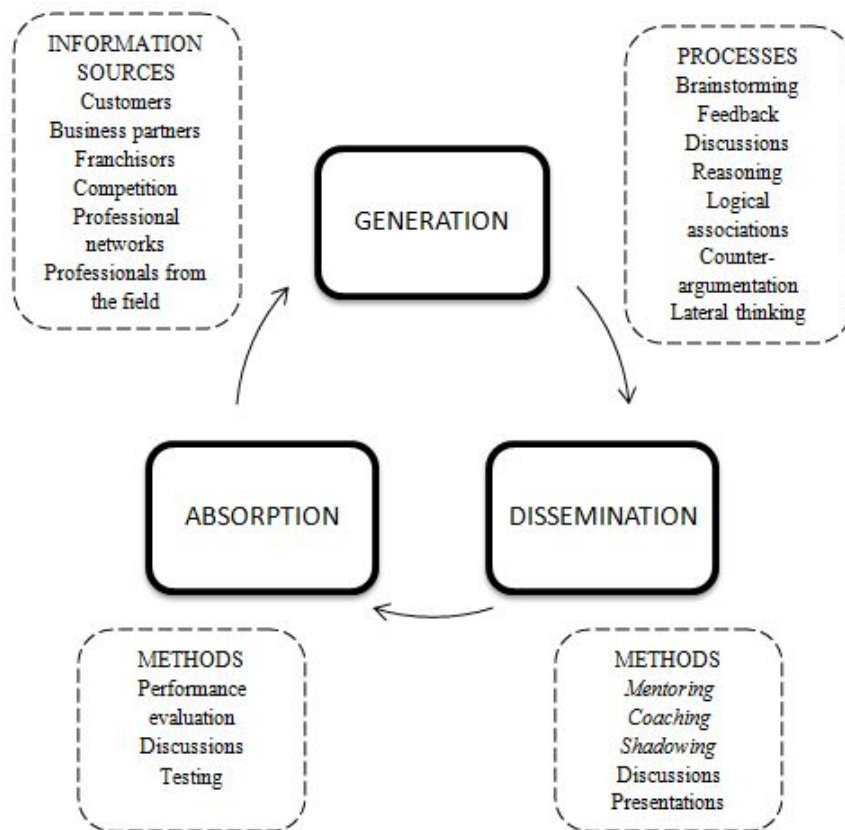 INFORMATION
SOURCES
Customers
Business partners
Franchisors
Competition
Professional
networks
Professionals from
the field
PROCESSES
Brainstorming
Feedback
Discussions
Reasoning
Logical
associations
Counter-
argumentation
Lateral thinking
GENERATION
ABSORPTION
DISSEMINATION
METHODS
Performance
evaluation
Discussions
Testing
METHODS
Mentoring
Coaching
Shadowing
Discussions
Presentations